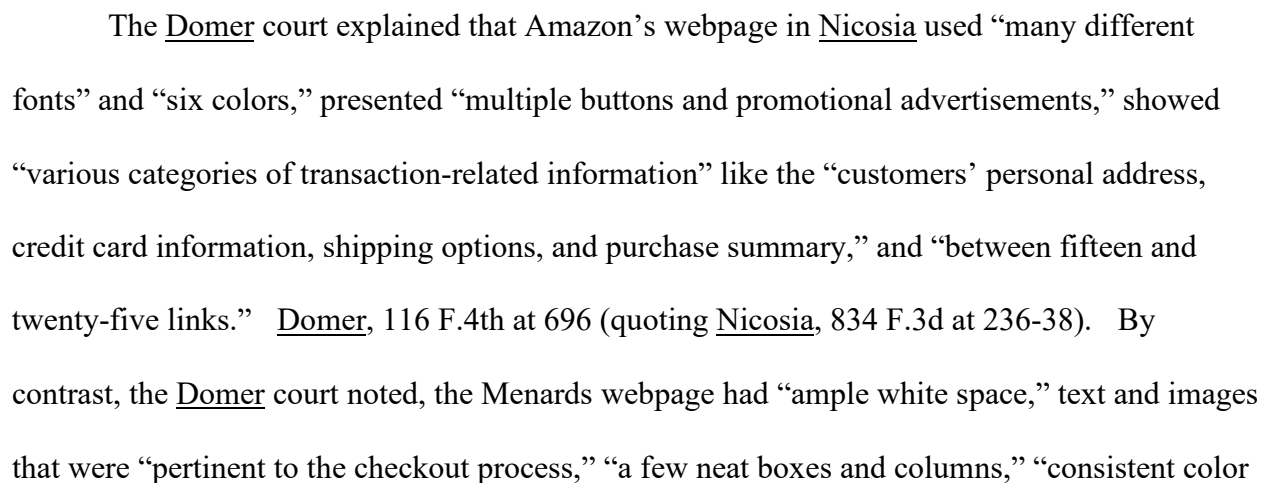 The Domer court explained that Amazon’s webpage in Nicosia used “many different
fonts” and “six colors,” presented “multiple buttons and promotional advertisements,” showed
“various categories of transaction-related information” like the “customers’ personal address,
credit card information, shipping options, and purchase summary,” and “between fifteen and
twenty-five links.” Domer, 116 F.4th at 696 (quoting Nicosia, 834 F.3d at 236-38). By
contrast, the Domer court noted, the Menards webpage had “ample white space,” text and images
that were “pertinent to the checkout process,” “a few neat boxes and columns,” “consistent color